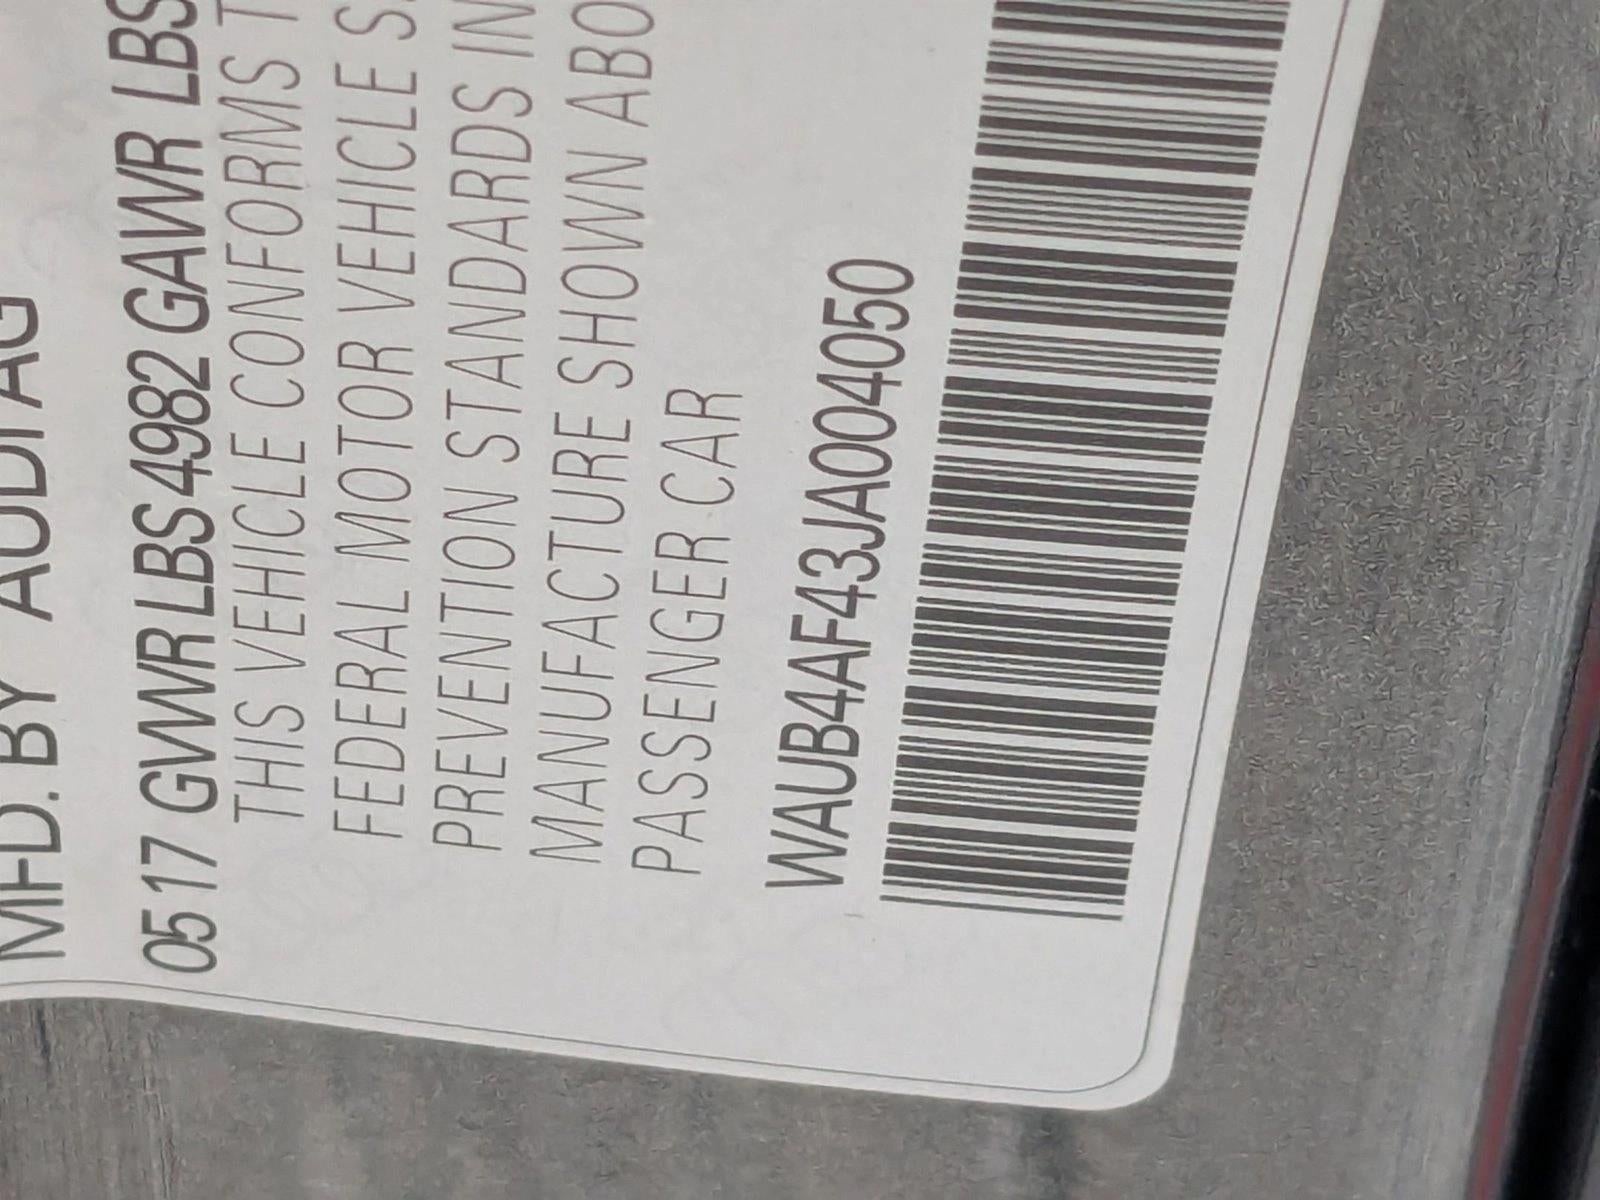 MFD. BY AUDI AG
05 17 GVWR LBS 4982 GAWR LBS
THIS VEHICLE CONFORMS T
FEDERAL MOTOR VEHICLE S
PREVENTION STANDARDS IN
MANUFACTURE SHOWN ABO
PASSENGER CAR
WAUB4AF43JA004050